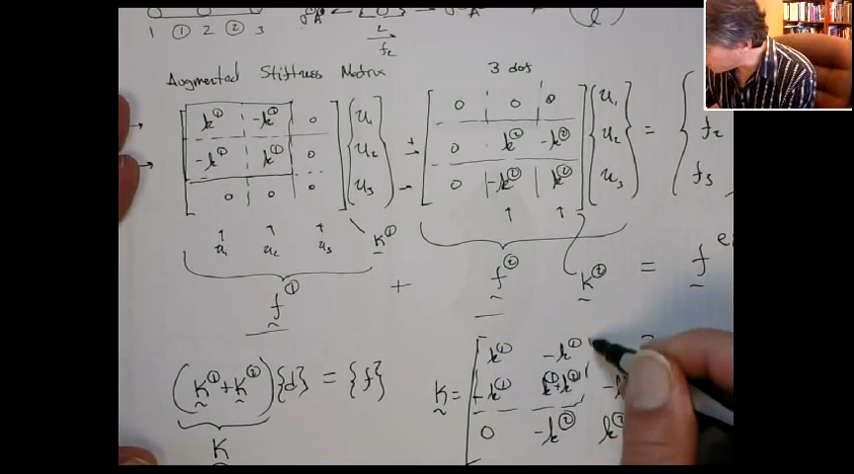 1 ① 2 ② 3
f₂
Augmented Stiffness Matrix 3 dof
k① -k① 0 u₁ 0 0 0 u₁
-k① k① 0 u₂ + 0 k② -k② u₂ = f₂
0 0 0 u₃ 0 -k② k② u₃ f₃
u₁ u₂ u₃ k①
f① + f② k② = f
k① -k①
(k① + k②) {d} = {f} k = -k① k①+k②
k 0 -k② k②